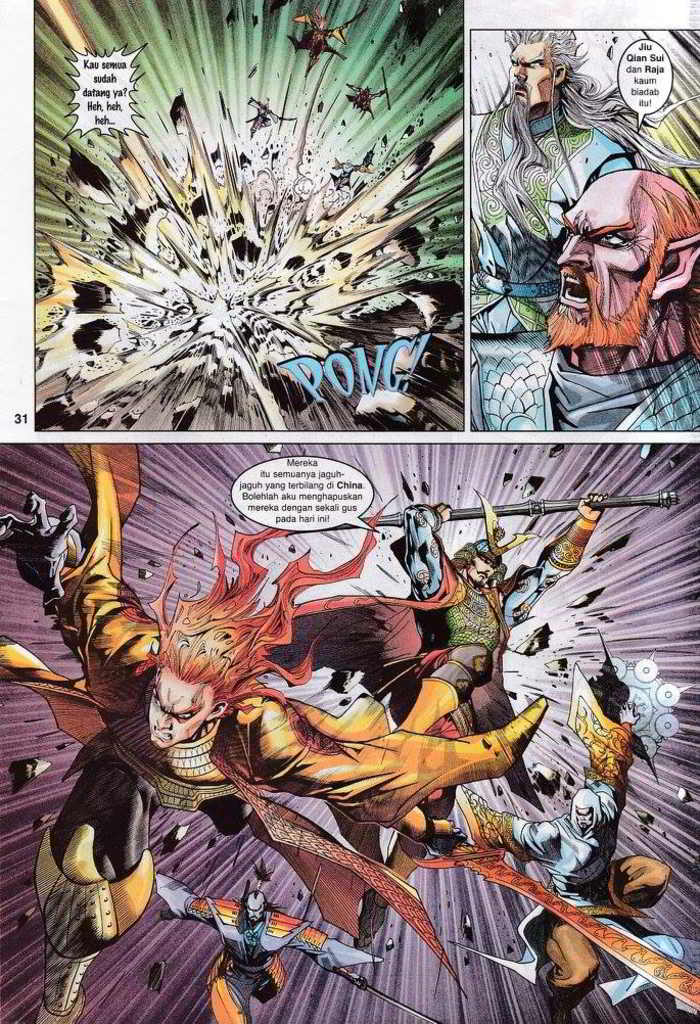 Kau semua
sudah
datang ya?
Heh, heh,
heh...
Jiu
Qian Sui
dan Raja
kaum
biadab
itu!
PONG!
31
Mereka
itu semuanya jaguh-
jaguh yang terbilang di China.
Bolehlah aku menghapuskan
mereka dengan sekali gus
pada hari ini!